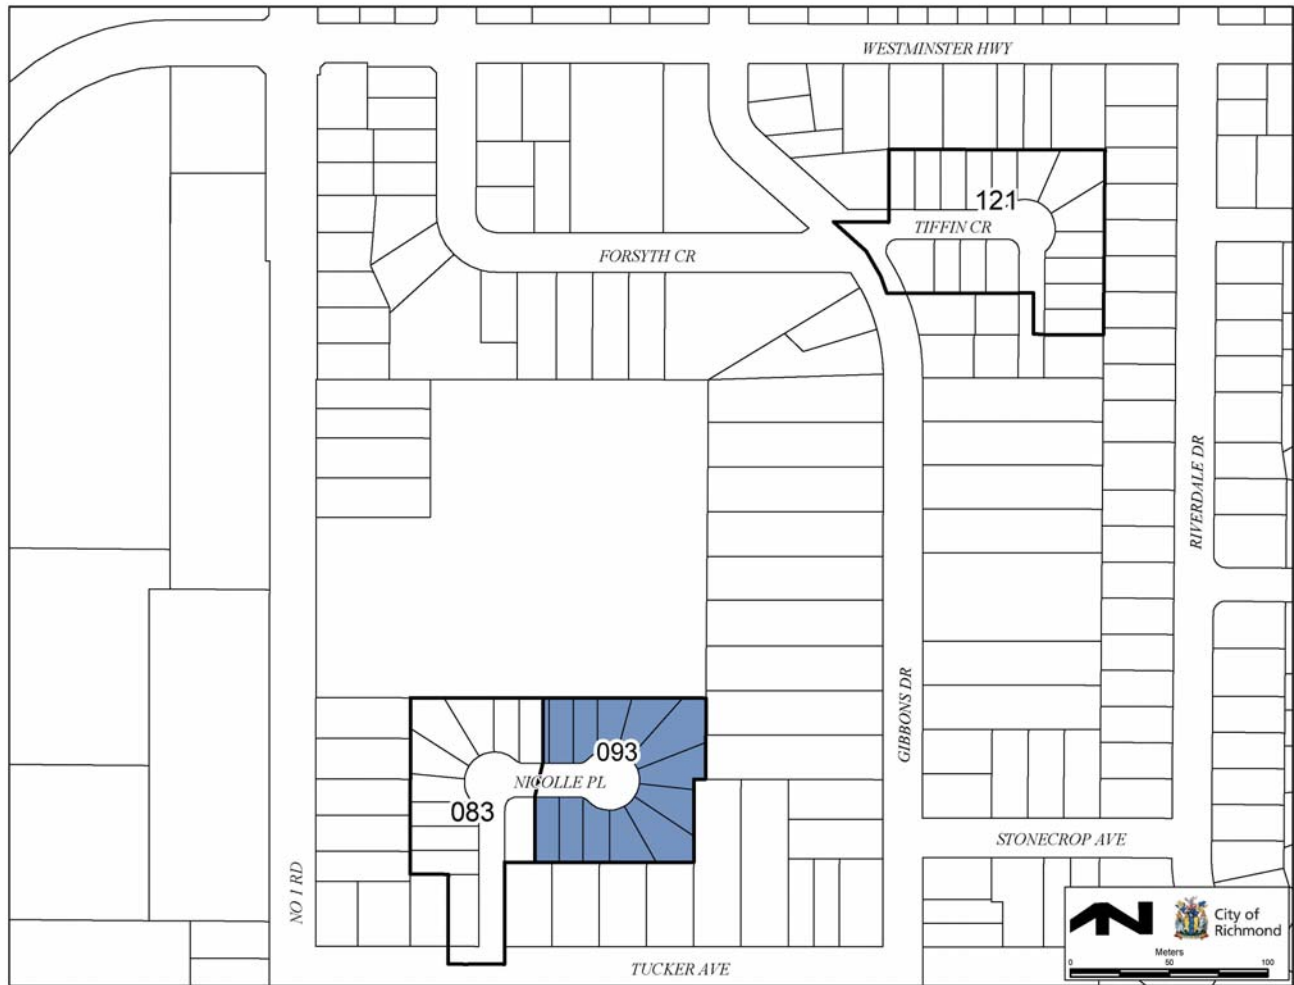 WESTMINSTER HWY
121
TIFFIN CR
FORSYTH CR
RIVERDALE DR
GIBBONS DR
093
NICOLLE PL
083
STONECROP AVE
NO 1 RD
TUCKER AVE
N
City of
Richmond
Meters
0 50 100